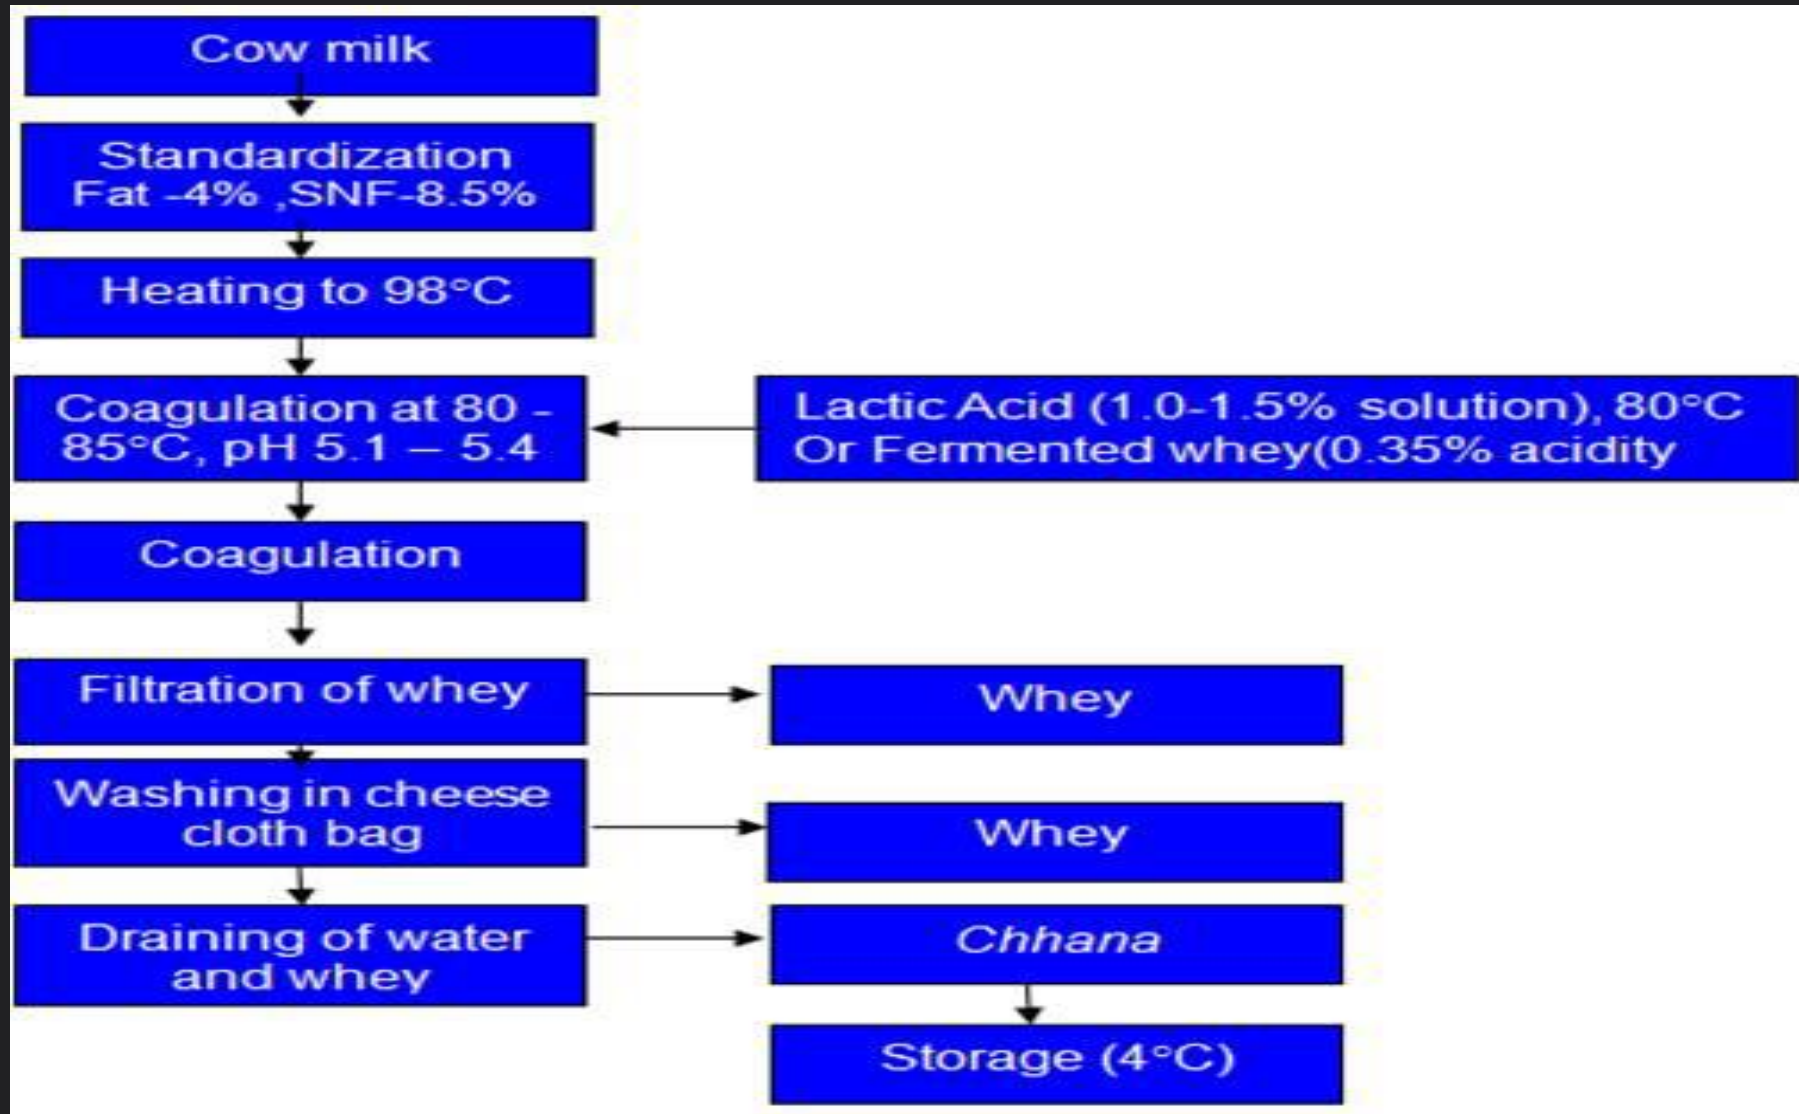 Cow milk
Standardization
Fat -4% ,SNF-8.5%
Heating to 98°C
Coagulation at 80 -
85°C, pH 5.1 – 5.4
Lactic Acid (1.0-1.5% solution), 80°C
Or Fermented whey(0.35% acidity
Coagulation
Filtration of whey
Whey
Washing in cheese
cloth bag
Whey
Draining of water
and whey
Chhana
Storage (4°C)